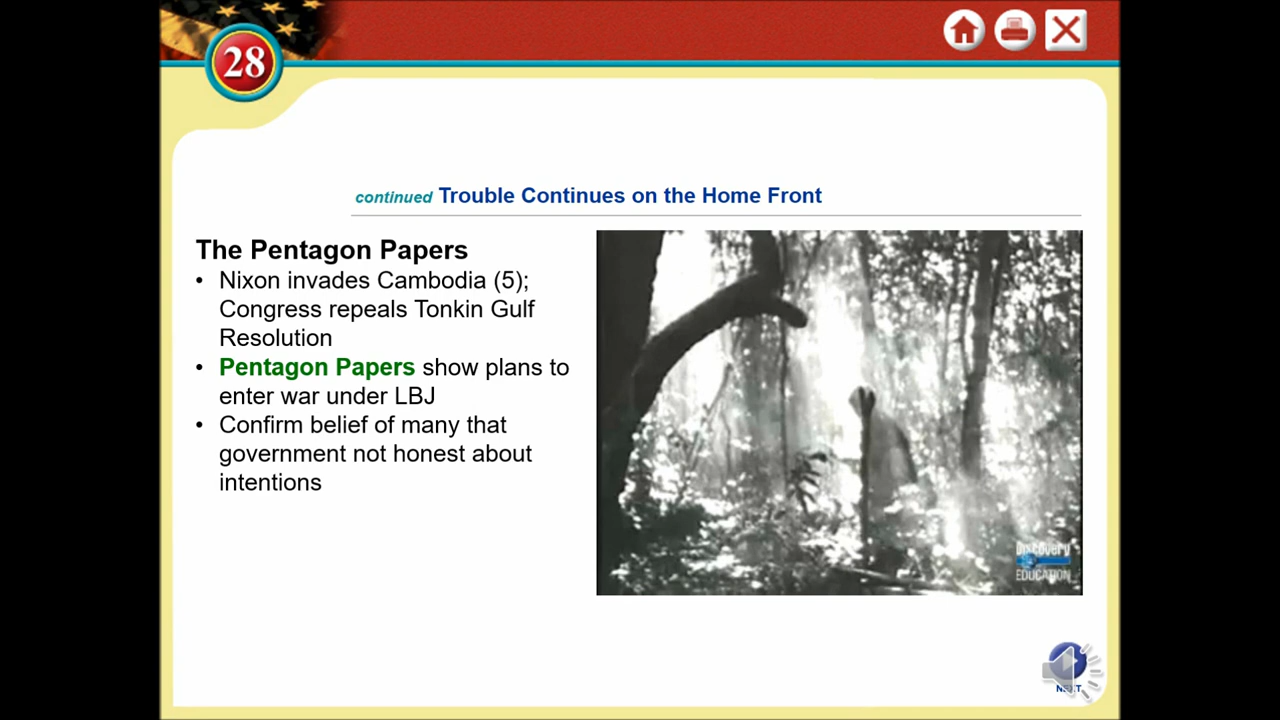 28
continued Trouble Continues on the Home Front
The Pentagon Papers
• Nixon invades Cambodia (5);
Congress repeals Tonkin Gulf
Resolution
• Pentagon Papers show plans to
enter war under LBJ
• Confirm belief of many that
government not honest about
intentions
Discovery
EDUCATION
NEXT